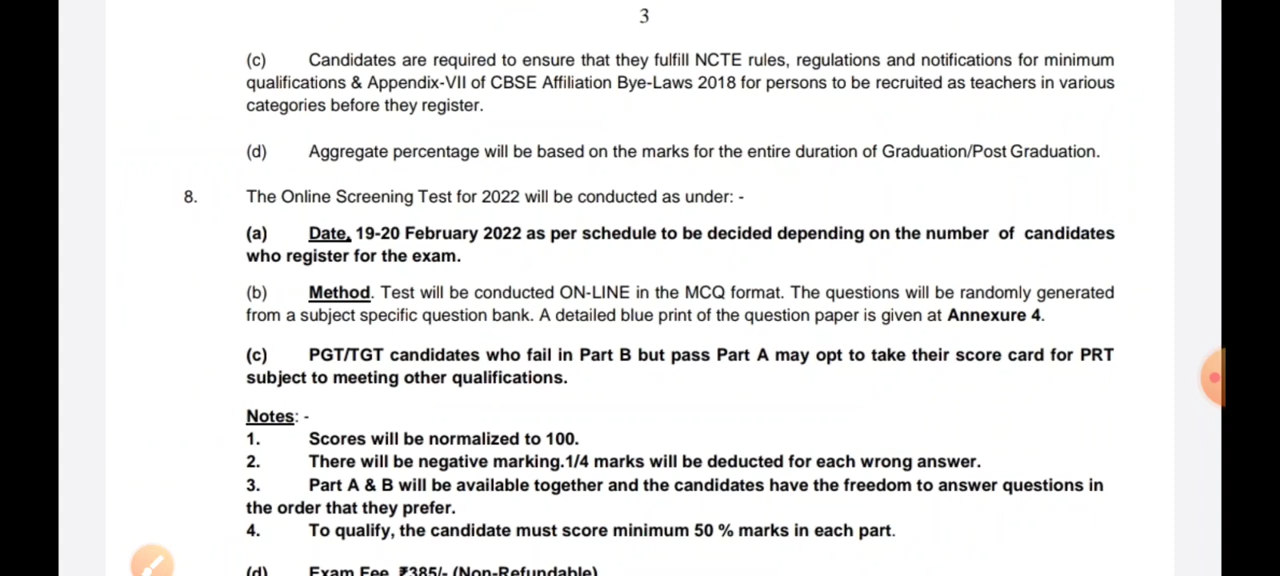 3
(c) Candidates are required to ensure that they fulfill NCTE rules, regulations and notifications for minimum
qualifications & Appendix-VII of CBSE Affiliation Bye-Laws 2018 for persons to be recruited as teachers in various
categories before they register.
(d) Aggregate percentage will be based on the marks for the entire duration of Graduation/Post Graduation.
8. The Online Screening Test for 2022 will be conducted as under: -
(a) Date, 19-20 February 2022 as per schedule to be decided depending on the number of candidates
who register for the exam.
(b) Method. Test will be conducted ON-LINE in the MCQ format. The questions will be randomly generated
from a subject specific question bank. A detailed blue print of the question paper is given at Annexure 4.
(c) PGT/TGT candidates who fail in Part B but pass Part A may opt to take their score card for PRT
subject to meeting other qualifications.
Notes: -
1. Scores will be normalized to 100.
2. There will be negative marking.1/4 marks will be deducted for each wrong answer.
3. Part A & B will be available together and the candidates have the freedom to answer questions in
the order that they prefer.
4. To qualify, the candidate must score minimum 50 % marks in each part.
(d) Exam Fee ₹385/- (Non-Refundable)